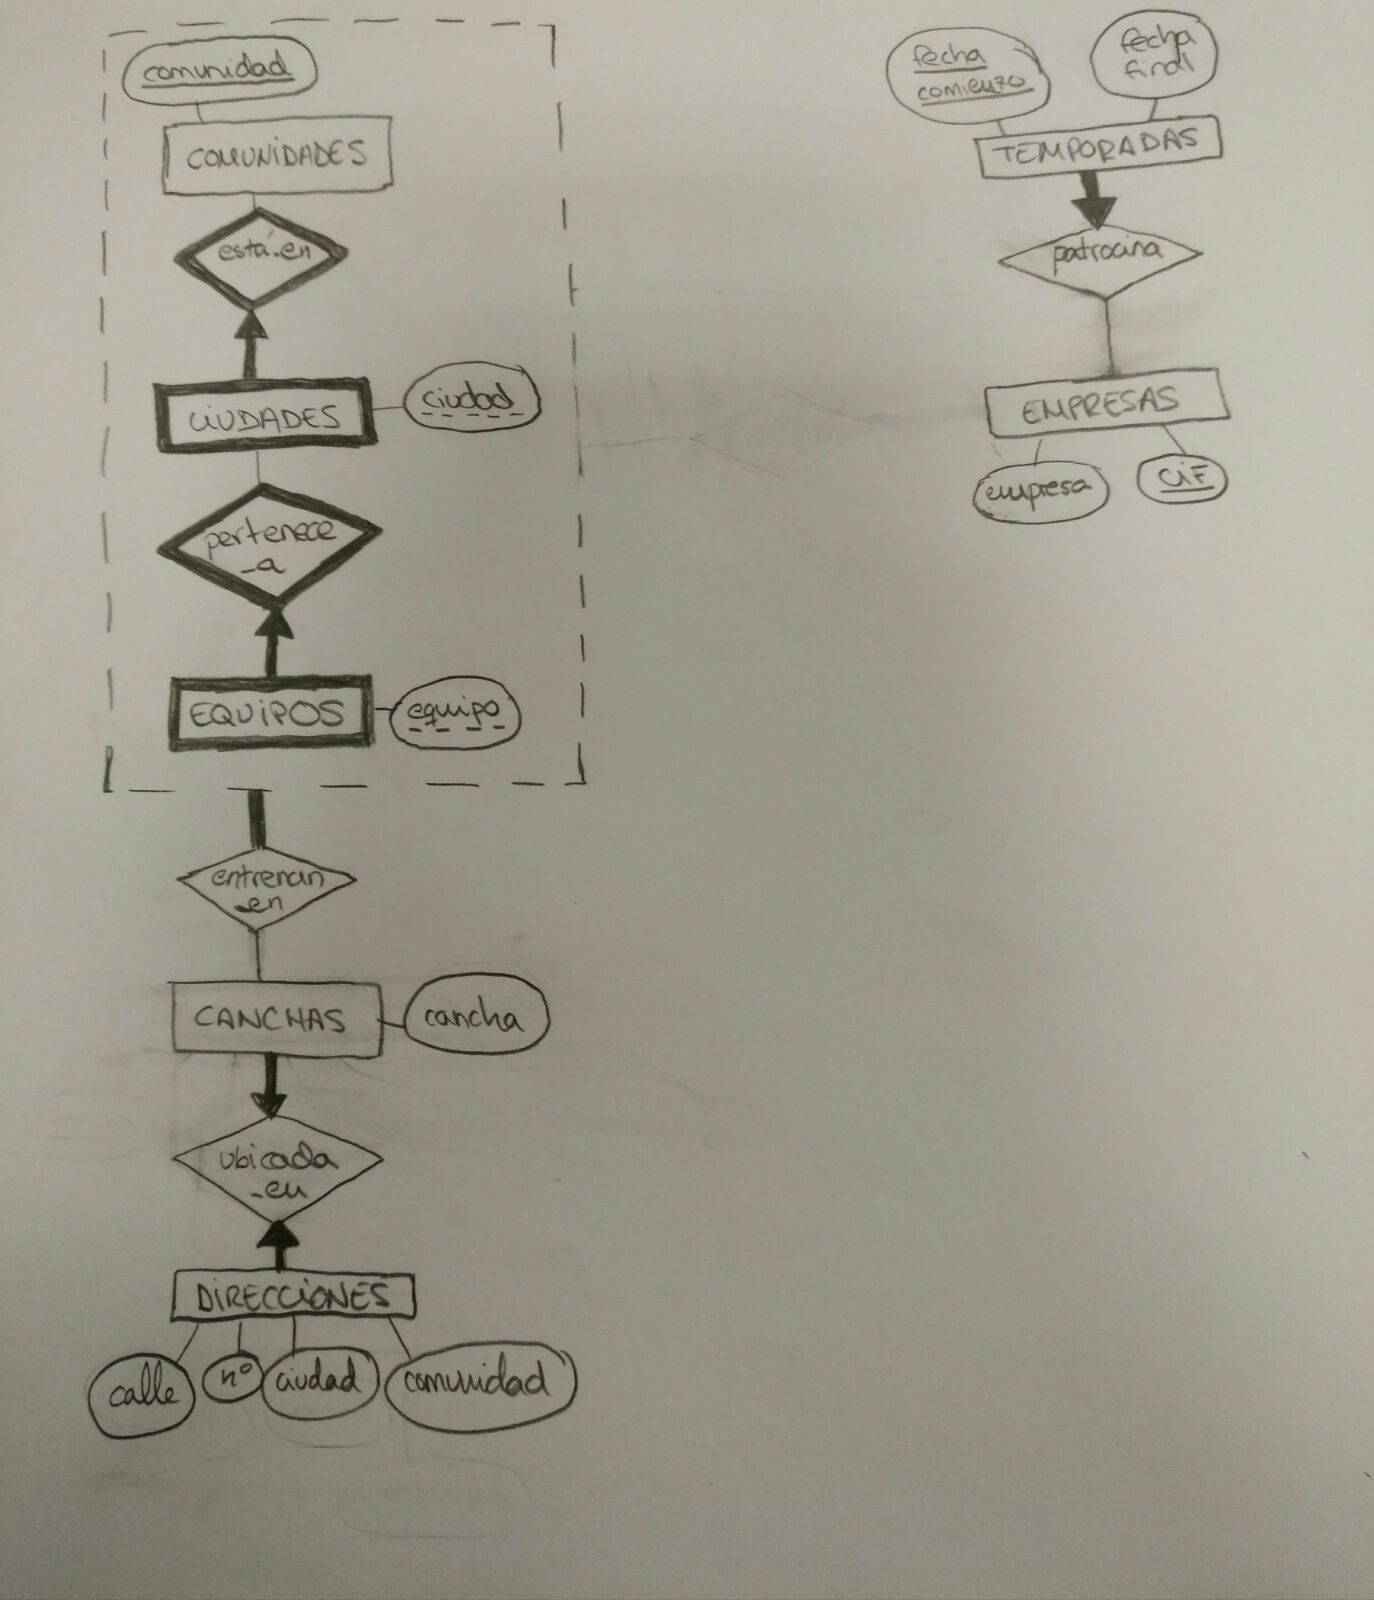 comunidad
COMUNIDADES
está_en
CIUDADES
ciudad
pertenece
_a
EQUIPOS
equipo
entrenan
_en
CANCHAS
cancha
ubicada
_en
DIRECCIONES
calle
nº
ciudad
comunidad
fecha
comienzo
fecha
final
TEMPORADAS
patrocina
EMPRESAS
empresa
CIF